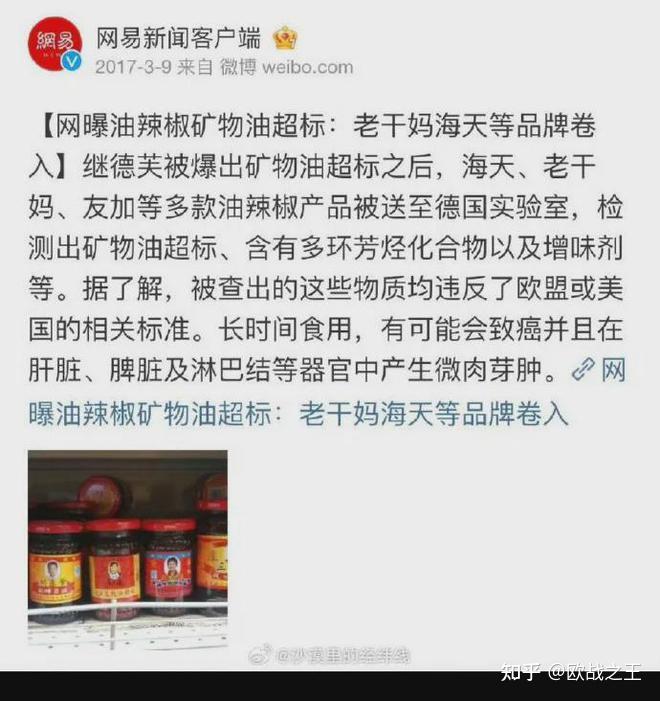 網易
网易新闻客户端
2017-3-9 来自 微博 weibo.com
【网曝油辣椒矿物油超标：老干妈海天等品牌卷
入】继德芙被爆出矿物油超标之后，海天、老干
妈、友加等多款油辣椒产品被送至德国实验室，检
测出矿物油超标、含有多环芳烃化合物以及增味剂
等。据了解，被查出的这些物质均违反了欧盟或美
国的相关标准。长时间食用，有可能会致癌并且在
肝脏、脾脏及淋巴结等器官中产生微肉芽肿。网
曝油辣椒矿物油超标：老干妈海天等品牌卷入
@沙漠里的经纬线
知乎 @欧战之王